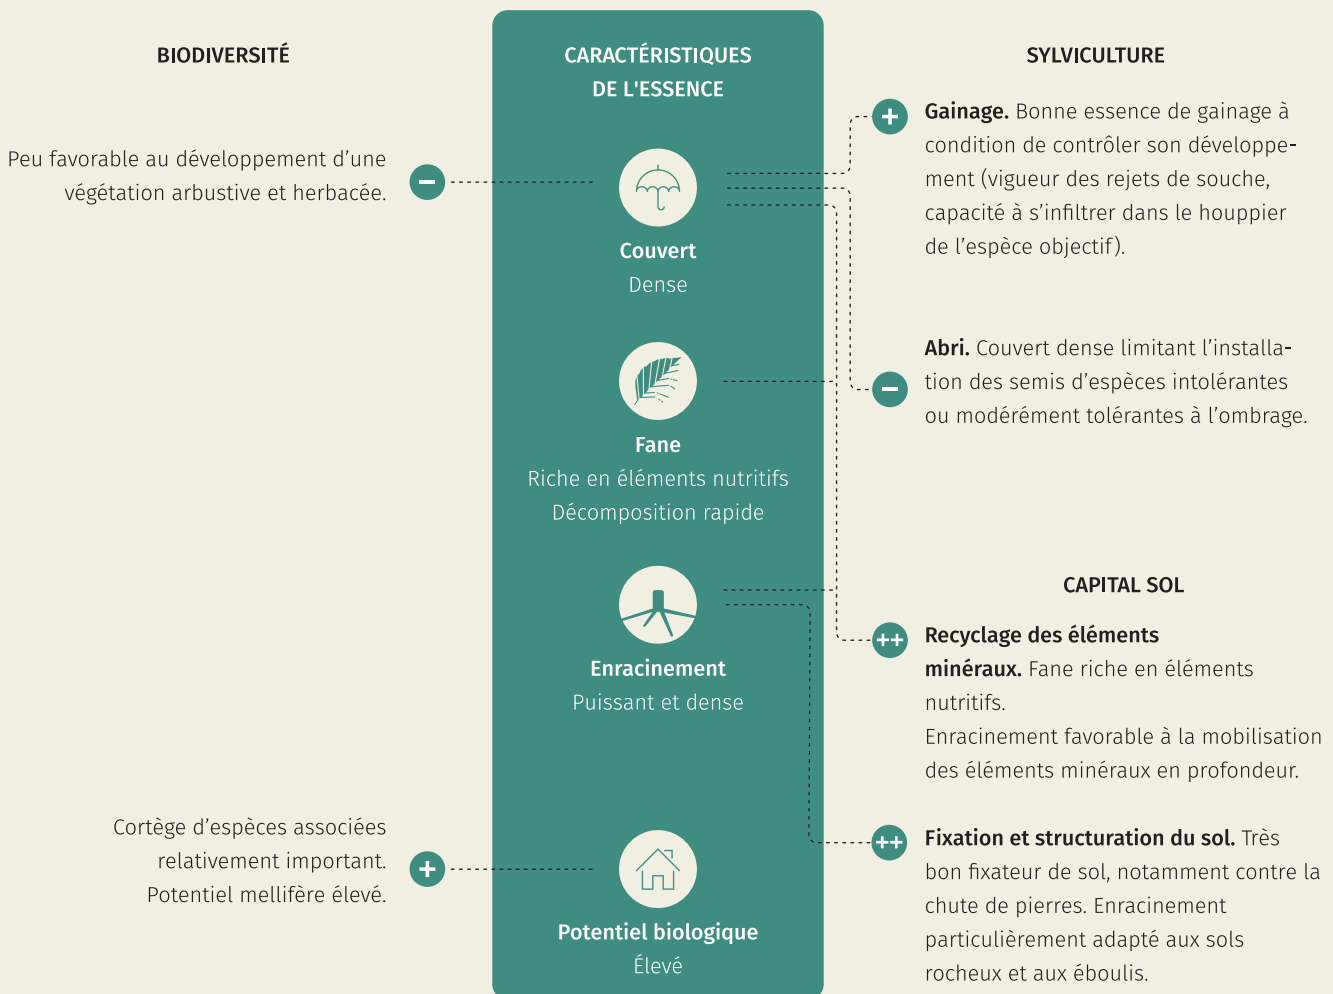 BIODIVERSITÉ
Peu favorable au développement d’une
végétation arbustive et herbacée.
–
Cortège d’espèces associées
relativement important.
Potentiel mellifère élevé.
+
CARACTÉRISTIQUES
DE L'ESSENCE
Couvert
Dense
Fane
Riche en éléments nutritifs
Décomposition rapide
Enracinement
Puissant et dense
Potentiel biologique
Élevé
SYLVICULTURE
+
Gainage. Bonne essence de gainage à
condition de contrôler son développe-
ment (vigueur des rejets de souche,
capacité à s’infiltrer dans le houppier
de l’espèce objectif).
–
Abri. Couvert dense limitant l’installa-
tion des semis d’espèces intolérantes
ou modérément tolérantes à l’ombrage.
CAPITAL SOL
++
Recyclage des éléments
minéraux. Fane riche en éléments
nutritifs.
Enracinement favorable à la mobilisation
des éléments minéraux en profondeur.
++
Fixation et structuration du sol. Très
bon fixateur de sol, notamment contre la
chute de pierres. Enracinement
particulièrement adapté aux sols
rocheux et aux éboulis.